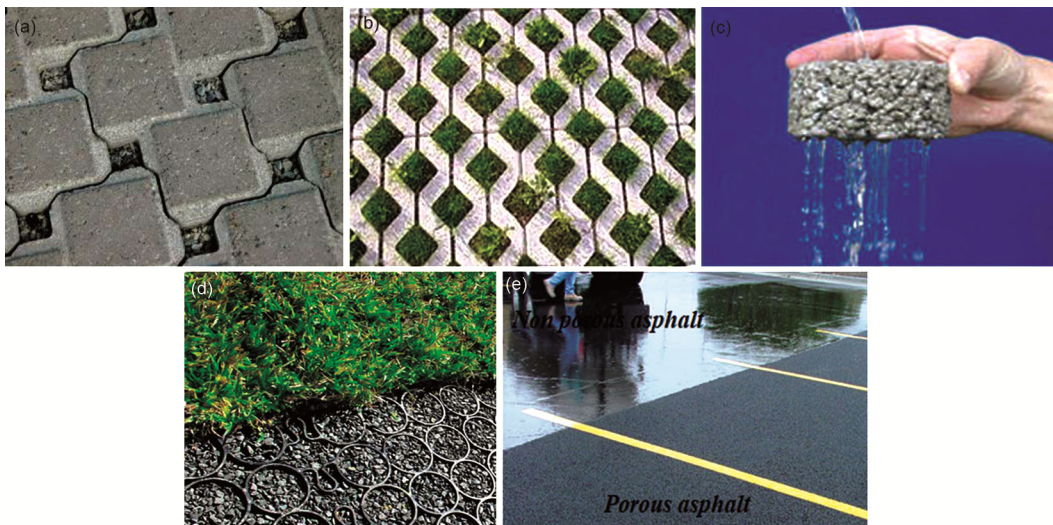 (a)
(b)
(c)
(d)
(e)
Non porous asphalt
Porous asphalt